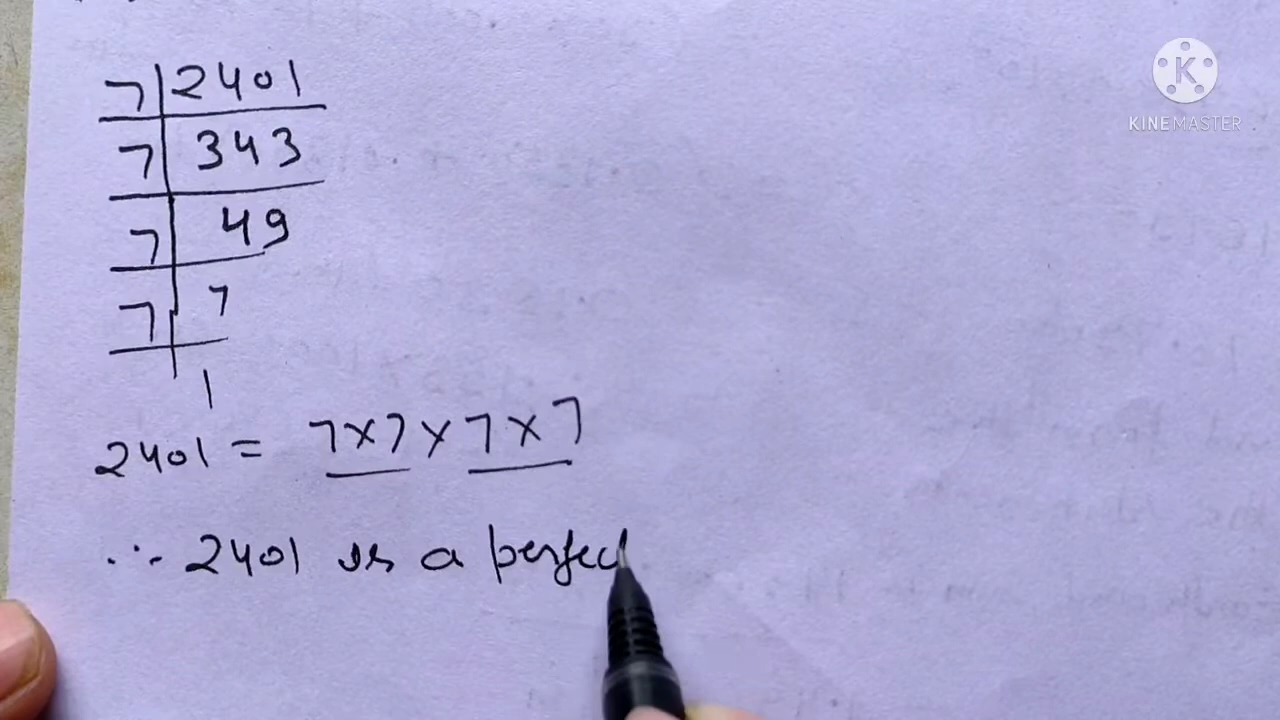 7 2401
7 343
7 49
7 7
1
2401 = 7×7×7×7
∴ 2401 is a perfect
K
KINEMASTER